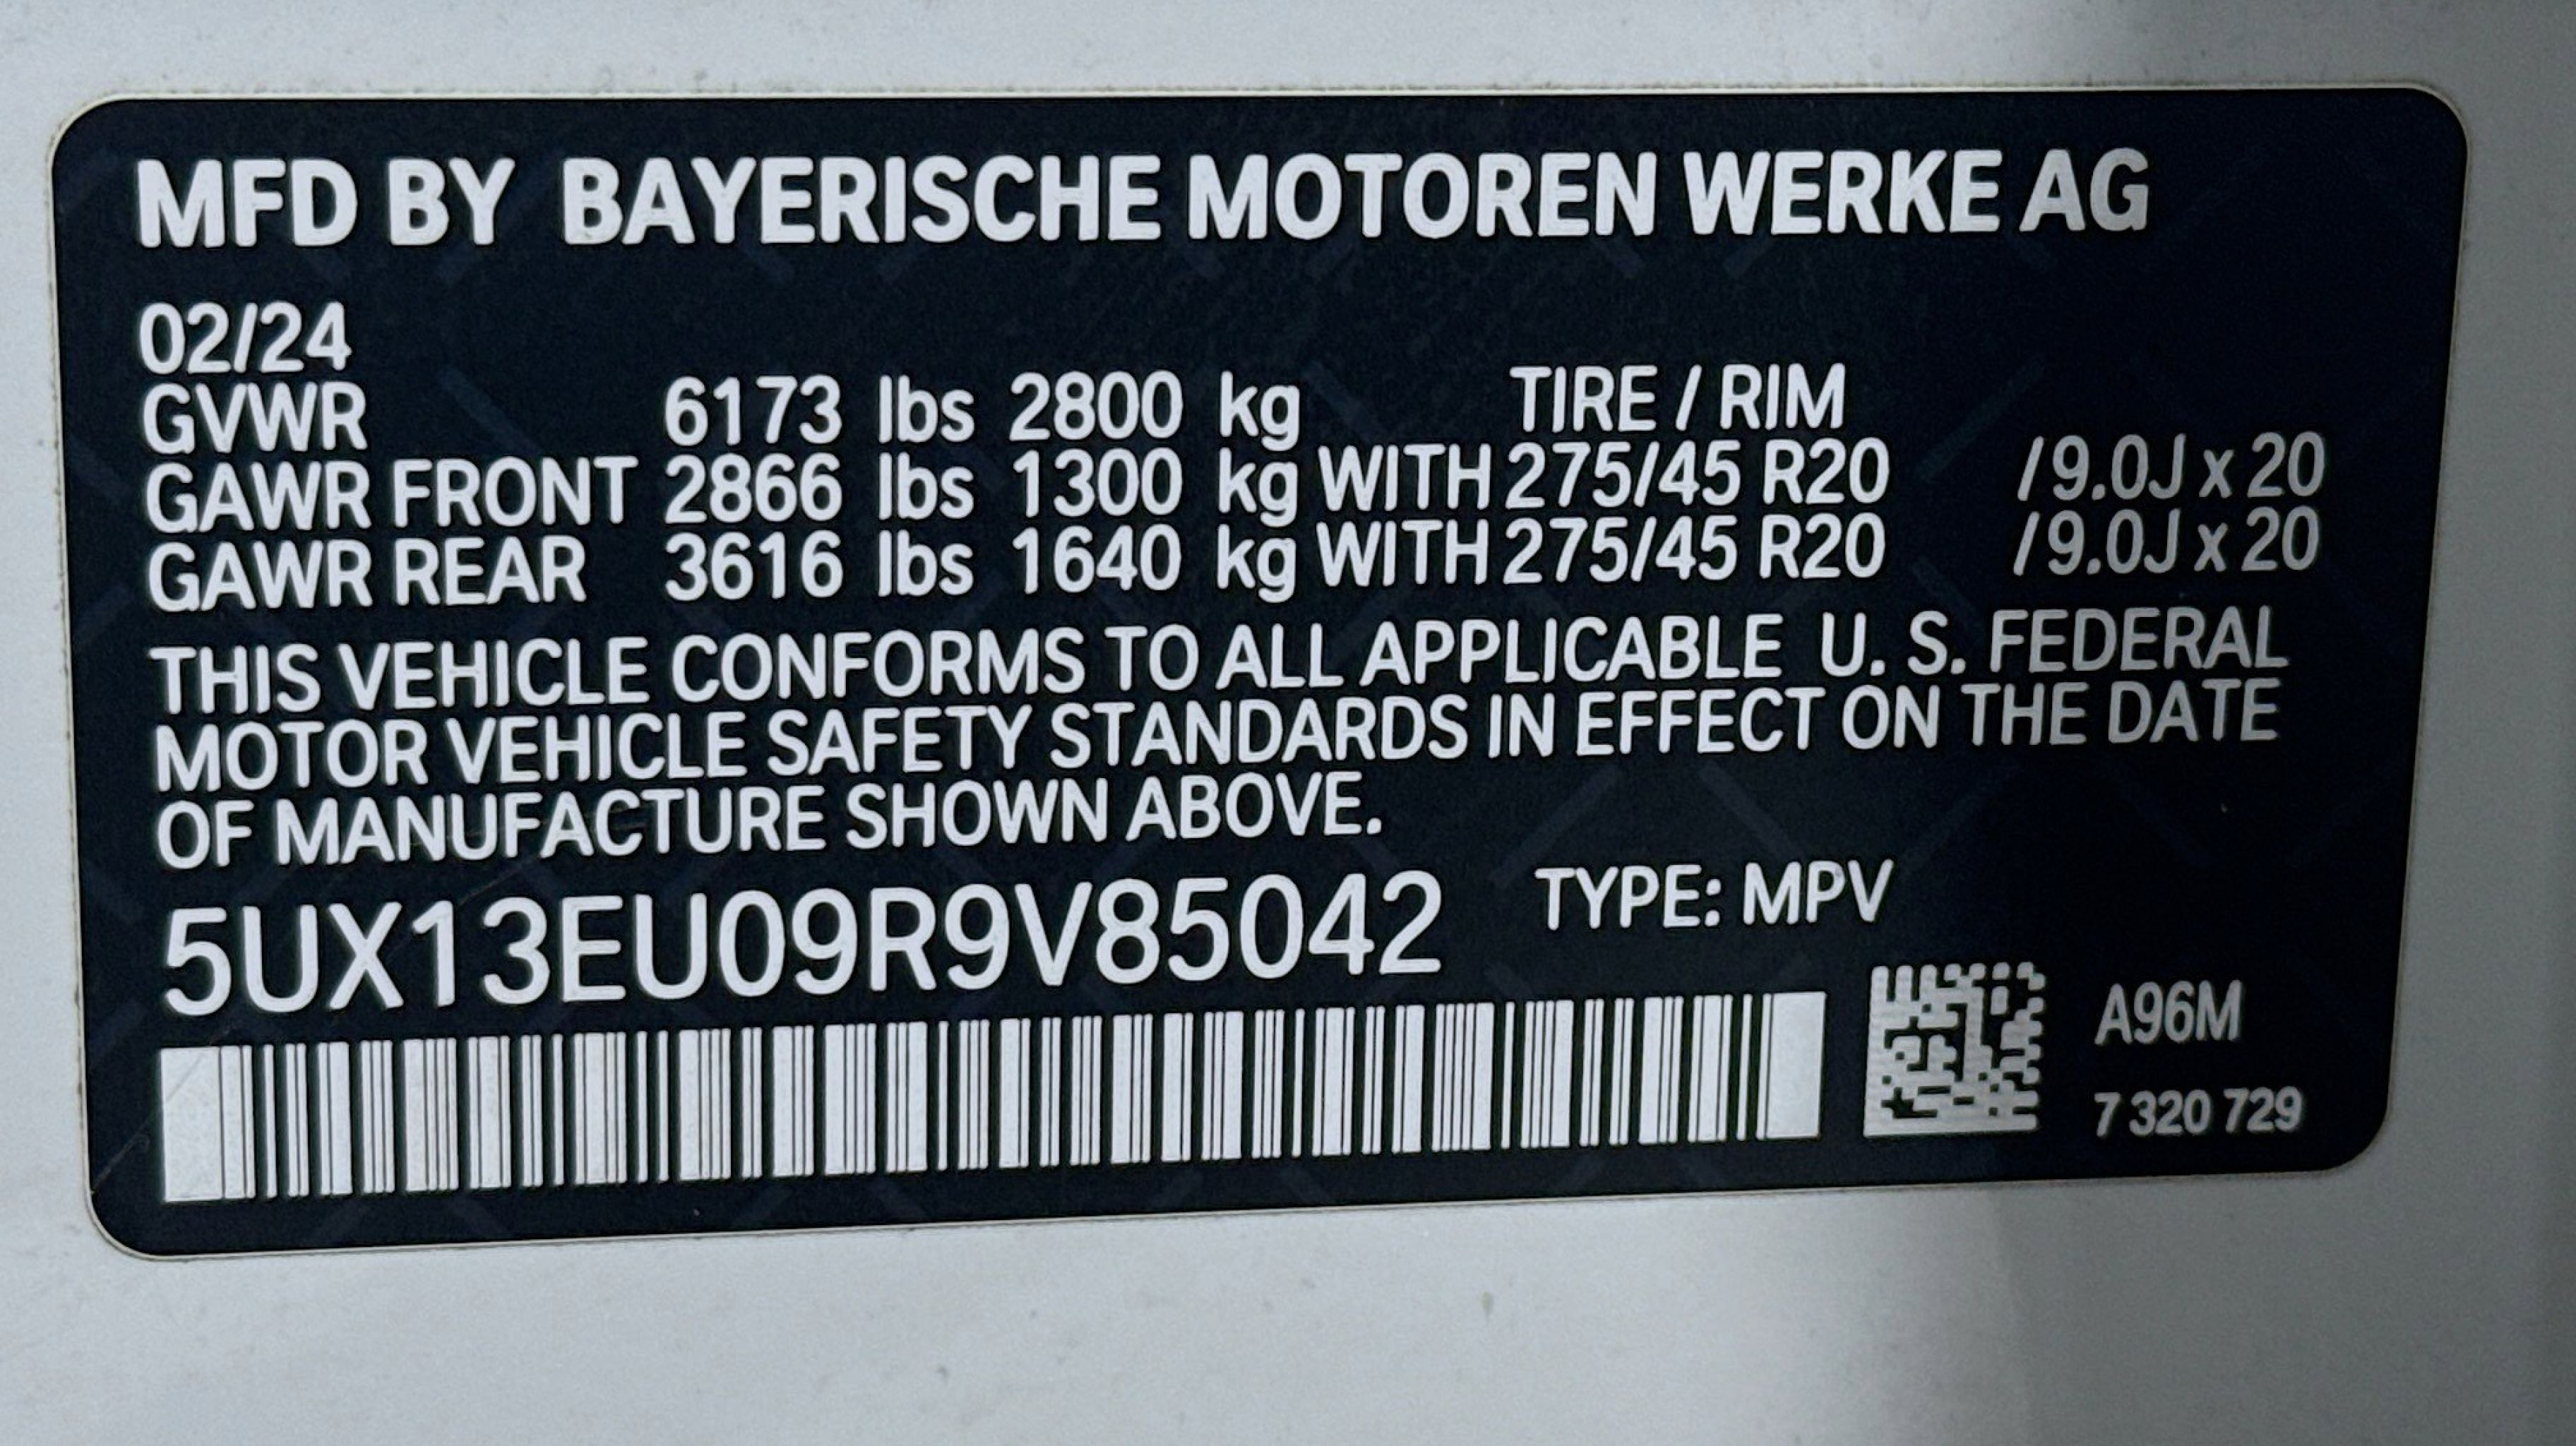 MFD BY BAYERISCHE MOTOREN WERKE AG
02/24
GVWR 6173 lbs 2800 kg TIRE / RIM
GAWR FRONT 2866 lbs 1300 kg WITH 275/45 R20 / 9.0J x 20
GAWR REAR 3616 lbs 1640 kg WITH 275/45 R20 / 9.0J x 20
THIS VEHICLE CONFORMS TO ALL APPLICABLE U. S. FEDERAL
MOTOR VEHICLE SAFETY STANDARDS IN EFFECT ON THE DATE
OF MANUFACTURE SHOWN ABOVE.
5UX13EU09R9V85042 TYPE: MPV
A96M
7 320 729